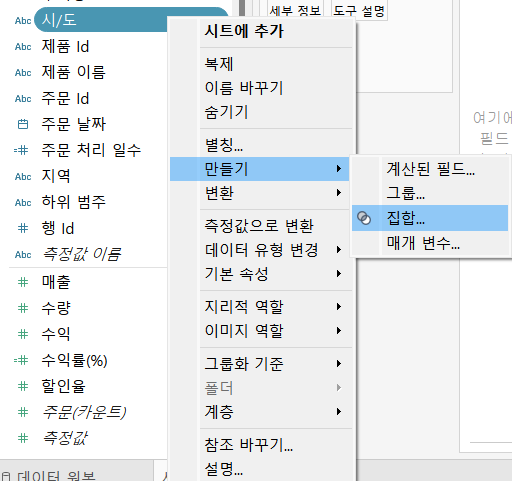 세부 정보 도구 설명
Abc 시/도
Abc 제품 Id
Abc 제품 이름
Abc 주문 Id
주문 날짜
주문 처리 일수
Abc 지역
Abc 하위 범주
행 Id
Abc 측정값 이름
매출
수량
수익
수익률(%)
할인율
주문(카운트)
측정값
데이터 원본
시트에 추가
복제
이름 바꾸기
숨기기
별칭...
만들기
변환
측정값으로 변환
데이터 유형 변경
기본 속성
지리적 역할
이미지 역할
그룹화 기준
폴더
계층
참조 바꾸기...
설명...
계산된 필드...
그룹...
집합...
매개 변수...
여기에
필드